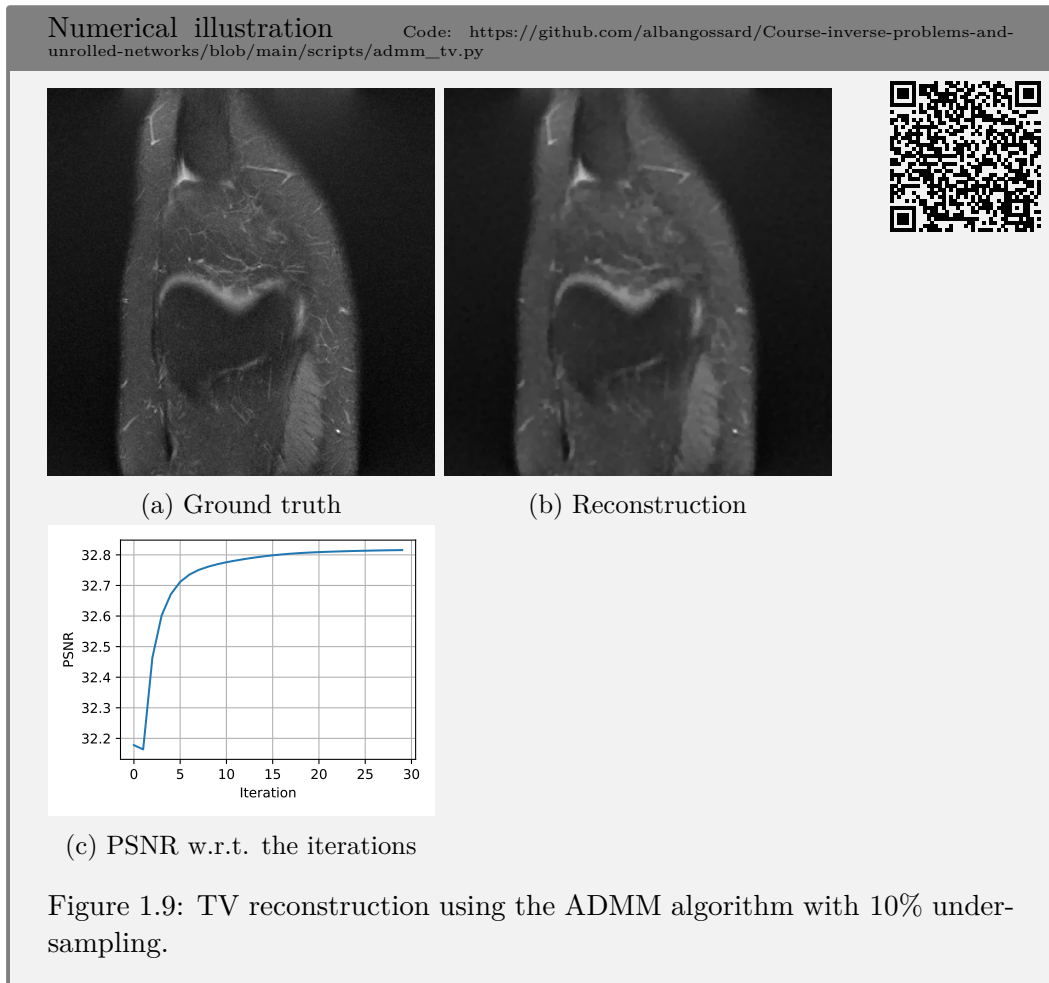 Numerical illustration Code: https://github.com/albangossard/Course-inverse-problems-and-
unrolled-networks/blob/main/scripts/admm_tv.py
(a) Ground truth
(b) Reconstruction
32.8
32.7
32.6
32.5
32.4
32.3
32.2
PSNR
0 5 10 15 20 25 30
Iteration
(c) PSNR w.r.t. the iterations
Figure 1.9: TV reconstruction using the ADMM algorithm with 10% under-
sampling.